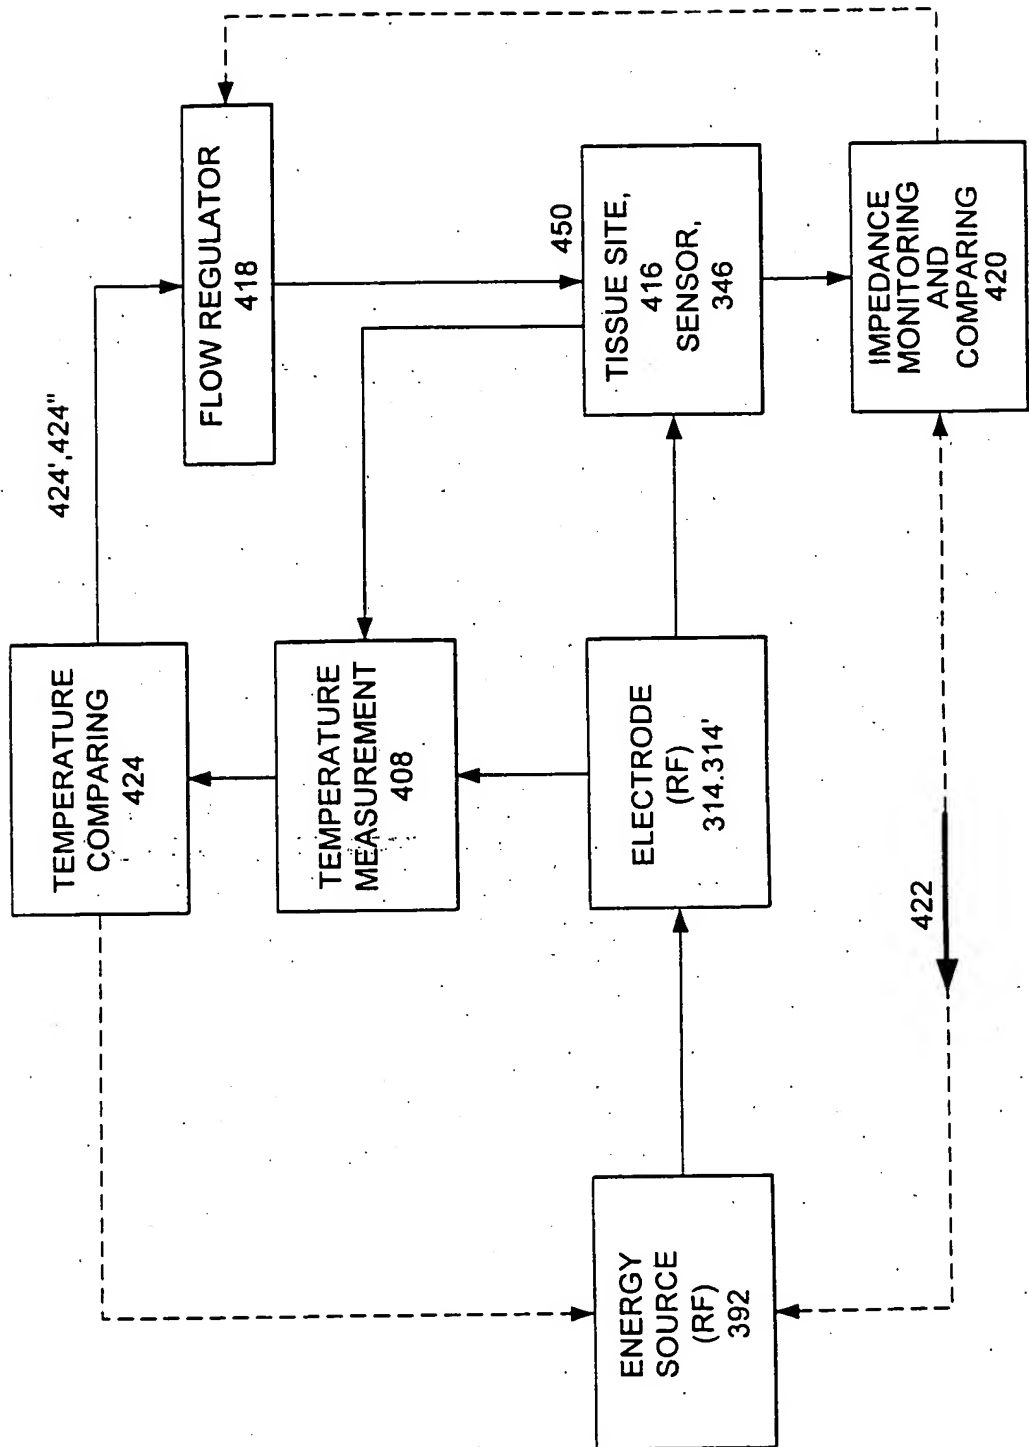 424',424"
TEMPERATURE
COMPARING
424
FLOW REGULATOR
418
TEMPERATURE
MEASUREMENT
408
450
TISSUE SITE,
416
SENSOR,
346
ENERGY
SOURCE
(RF)
392
ELECTRODE
(RF)
314.314'
IMPEDANCE
MONITORING
AND
COMPARING
420
422